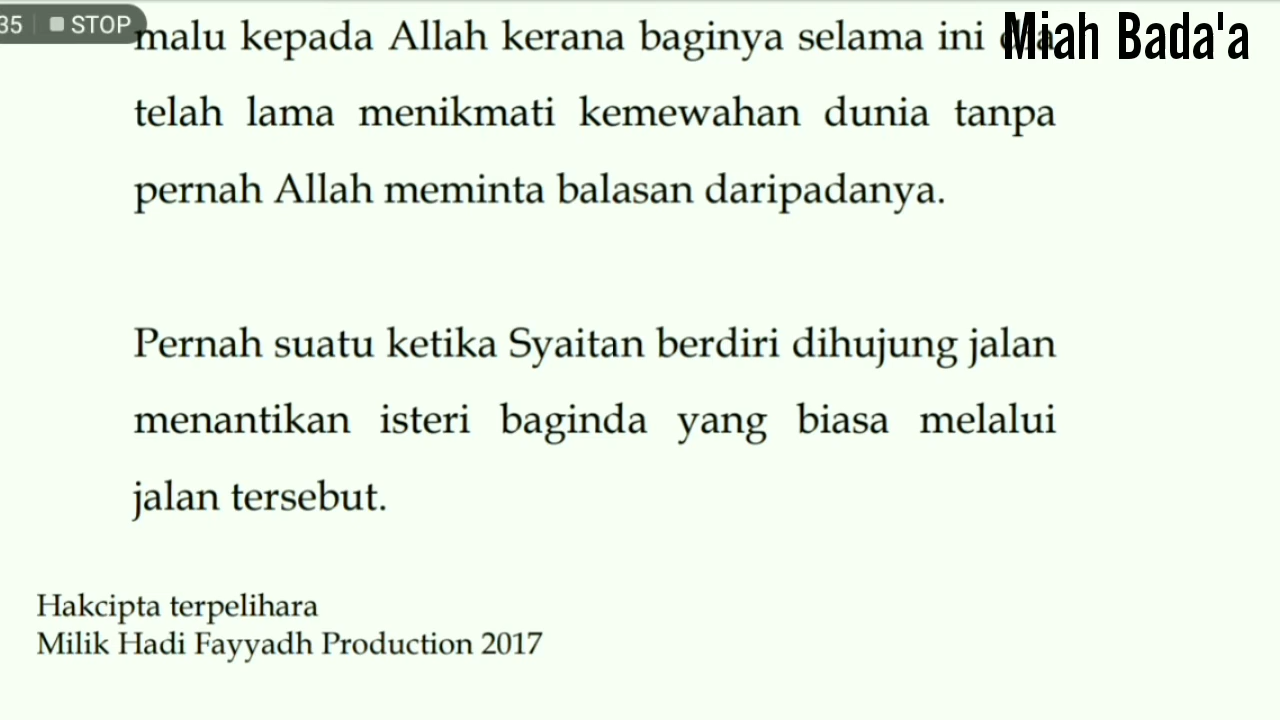 35 STOP
Miah Bada'a
malu kepada Allah kerana baginya selama ini
telah lama menikmati kemewahan dunia tanpa
pernah Allah meminta balasan daripadanya.
Pernah suatu ketika Syaitan berdiri dihujung jalan
menantikan isteri baginda yang biasa melalui
jalan tersebut.
Hakcipta terpelihara
Milik Hadi Fayyadh Production 2017